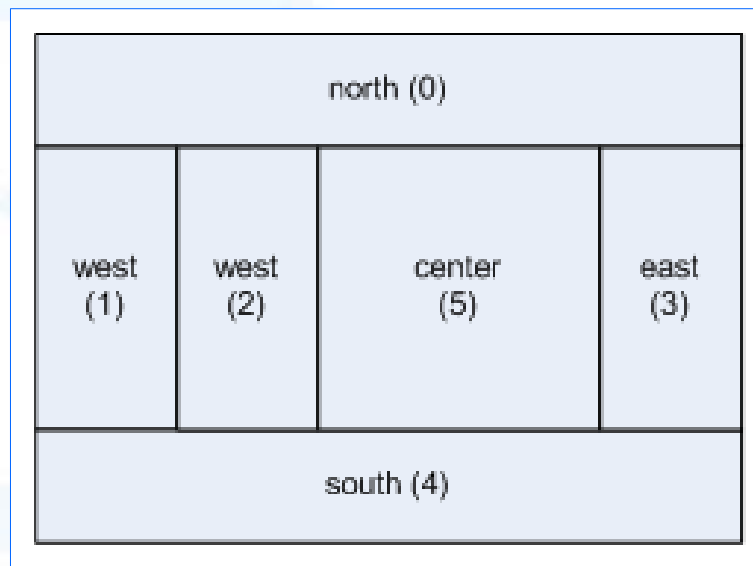 north (0)
west
(1)
west
(2)
center
(5)
east
(3)
south (4)